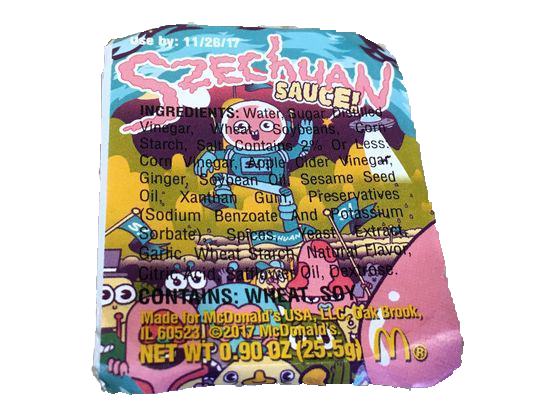 Use by: 11/26/17
SZECHUAN
SAUCE!
INGREDIENTS: Water, Sugar, Distilled
Vinegar, Wheat, Soybeans, Corn
Starch, Salt, Contains 2% Or Less:
Corn Vinegar, Apple Cider Vinegar,
Ginger, Soybean Oil, Sesame Seed
Oil, Xanthan Gum, Preservatives
(Sodium Benzoate And Potassium
Sorbate), Spices, Yeast Extract,
Garlic, Wheat Starch, Natural Flavor,
Citric Acid, Safflower Oil, Dextrose.
CONTAINS: WHEAT, SOY
Made for McDonald's USA, LLC, Oak Brook,
IL 60523 ©2017 McDonald's
NET WT 0.90 OZ (25.5g)
®